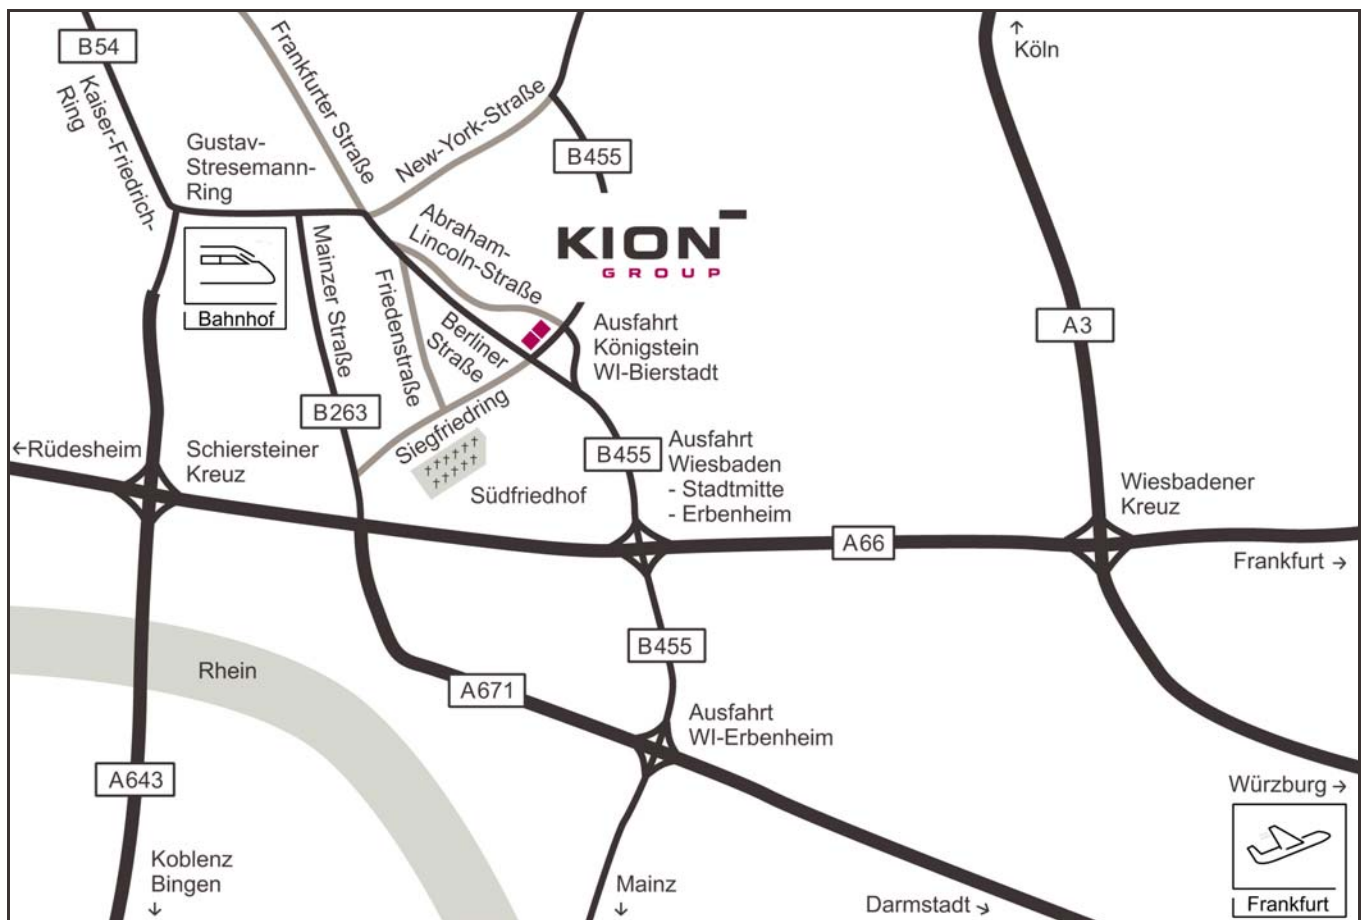 B54
Kaiser-Friedrich-
Ring
Frankfurter Straße
New-York-Straße
B455
↑
Köln
Gustav-
Stresemann-
Ring
Abraham-
Lincoln-Straße
KION
GROUP
Mainzer Straße
Friedenstraße
Berliner
Straße
Bahnhof
Ausfahrt
Königstein
WI-Bierstadt
A3
B263
Siegfriedring
←Rüdesheim
Schiersteiner
Kreuz
B455
Ausfahrt
Wiesbaden
- Stadtmitte
- Erbenheim
Südfriedhof
Wiesbadener
Kreuz
A66
Frankfurt →
B455
Rhein
A671
Ausfahrt
WI-Erbenheim
A643
Würzburg →
Koblenz
Bingen
↓
Mainz
↓
Darmstadt ↘
Frankfurt